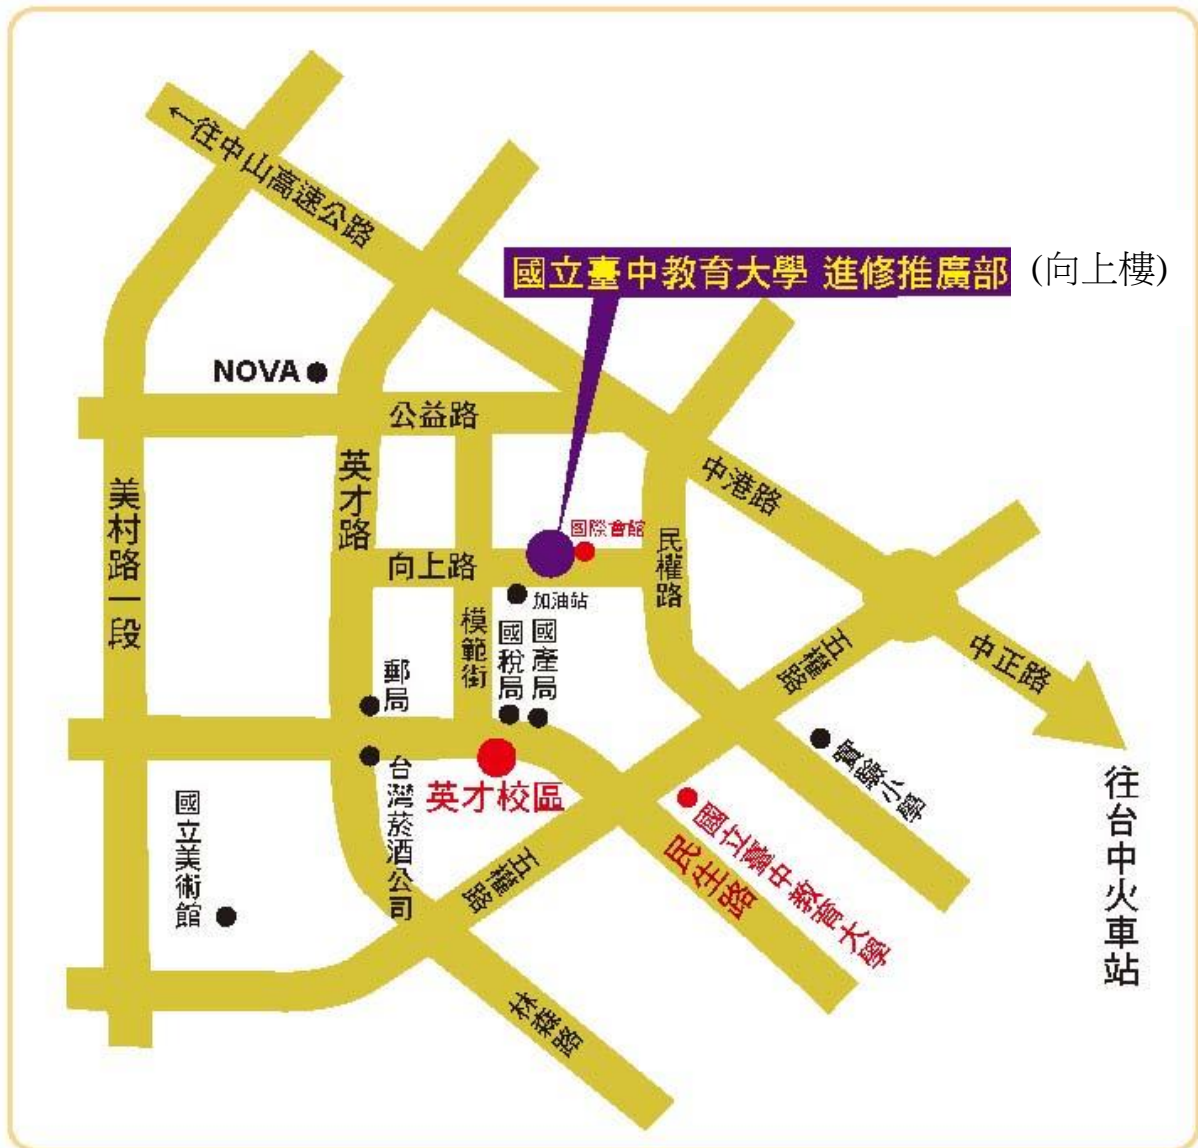 ←往中山高速公路
國立臺中教育大學 進修推廣部 (向上樓)
NOVA
公益路
英才路
美村路一段
中港路
國際會館
民權路
向上路
加油站
模範街
國稅局
國產局
五權路
中正路
郵局
實驗小學
台灣菸酒公司
英才校區
往台中火車站
國立美術館
五權路
民生路
國立臺中教育大學
林森路